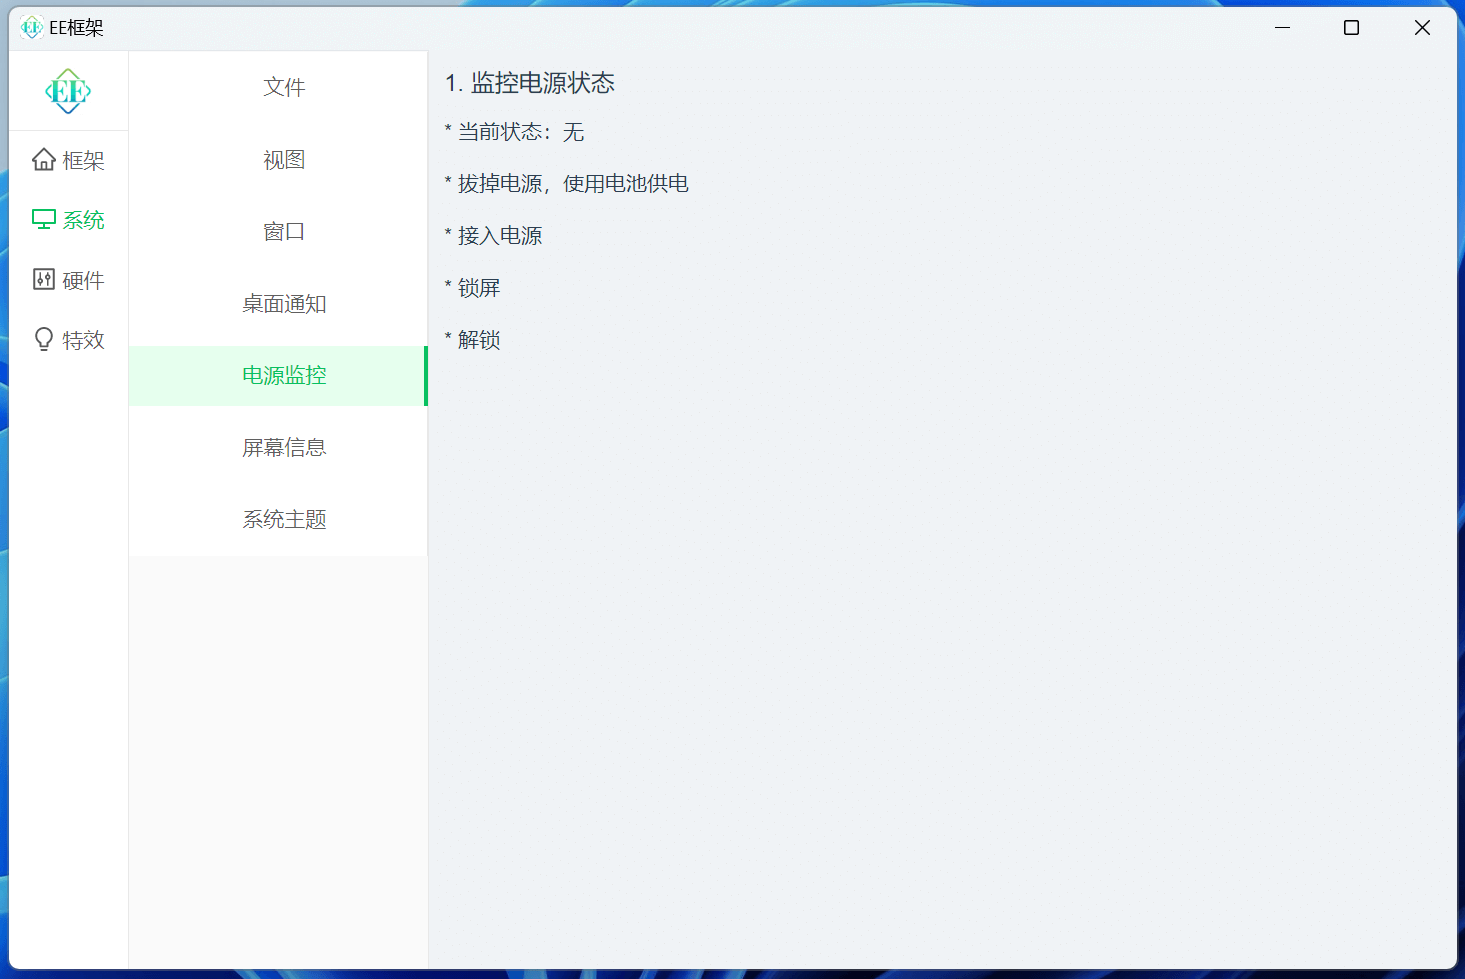 EE框架
EE
框架
系统
硬件
特效
文件
视图
窗口
桌面通知
电源监控
屏幕信息
系统主题
1. 监控电源状态
* 当前状态：无
* 拔掉电源，使用电池供电
* 接入电源
* 锁屏
* 解锁